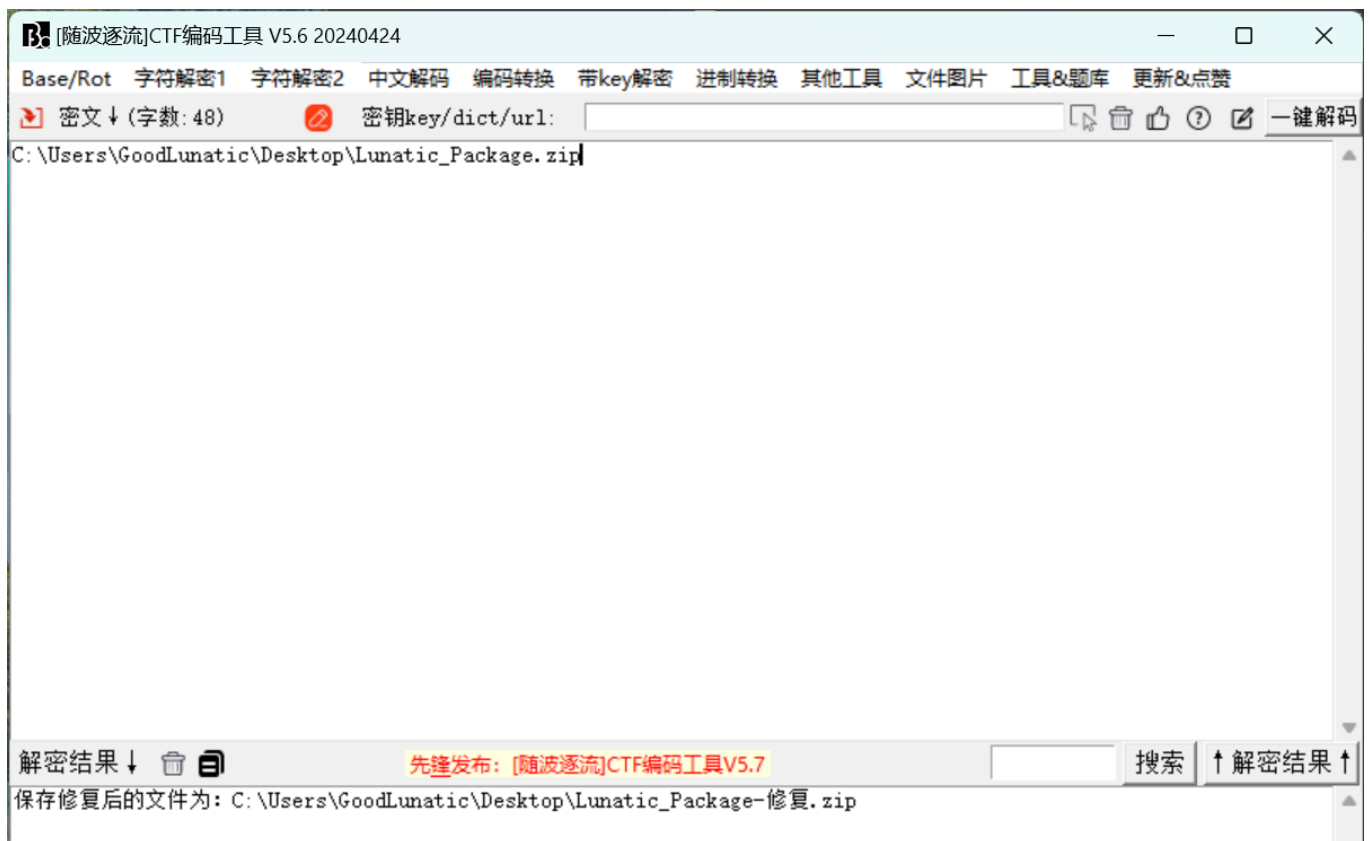 [随波逐流]CTF编码工具 V5.6 20240424
Base/Rot 字符解密1 字符解密2 中文解码 编码转换 带key解密 进制转换 其他工具 文件图片 工具&题库 更新&点赞
密文↓(字数:48) 密钥key/dict/url: 一键解码
C:\Users\GoodLunatic\Desktop\Lunatic_Package.zip
解密结果↓ 先锋发布：[随波逐流]CTF编码工具V5.7 搜索 ↑解密结果↑
保存修复后的文件为：C:\Users\GoodLunatic\Desktop\Lunatic_Package-修复.zip